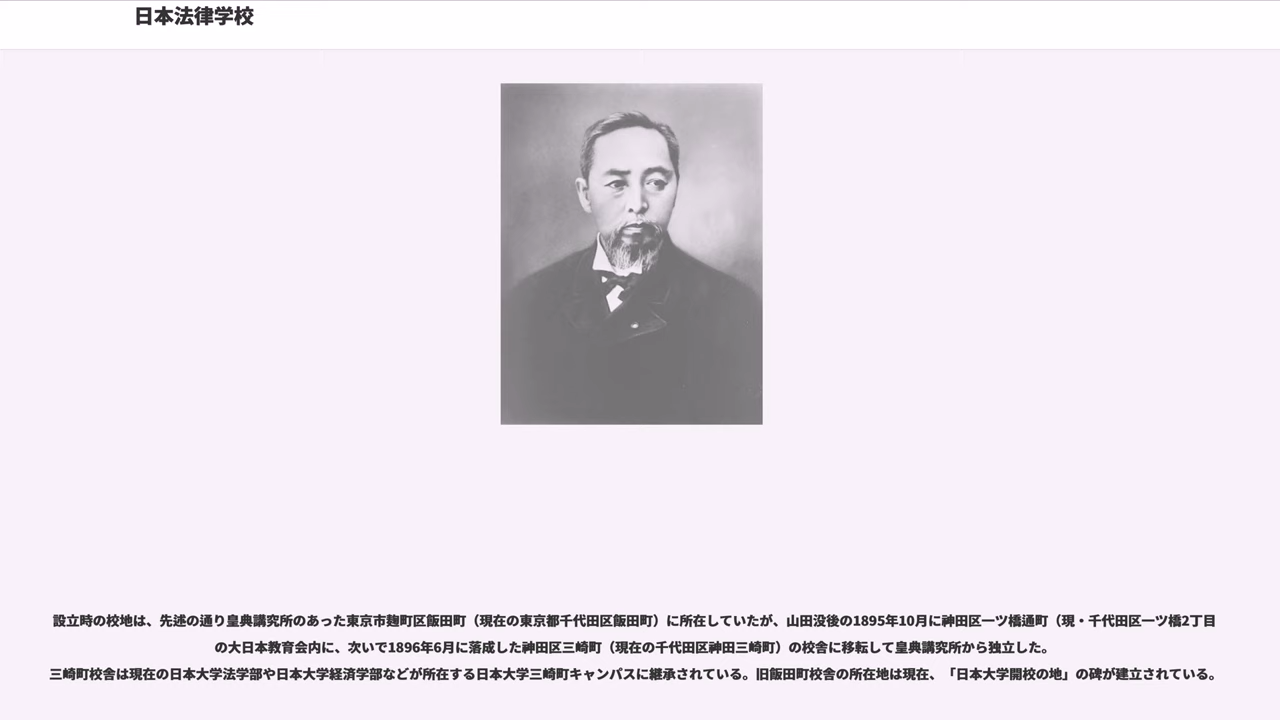 日本法律学校
設立時の校地は、先述の通り皇典講究所のあった東京市麹町区飯田町（現在の東京都千代田区飯田町）に所在していたが、山田没後の1895年10月に神田区一ツ橋通町（現・千代田区一ツ橋2丁目
の大日本教育会内に、次いで1896年6月に落成した神田区三崎町（現在の千代田区神田三崎町）の校舎に移転して皇典講究所から独立した。
三崎町校舎は現在の日本大学法学部や日本大学経済学部などが所在する日本大学三崎町キャンパスに継承されている。旧飯田町校舎の所在地は現在、「日本大学開校の地」の碑が建立されている。